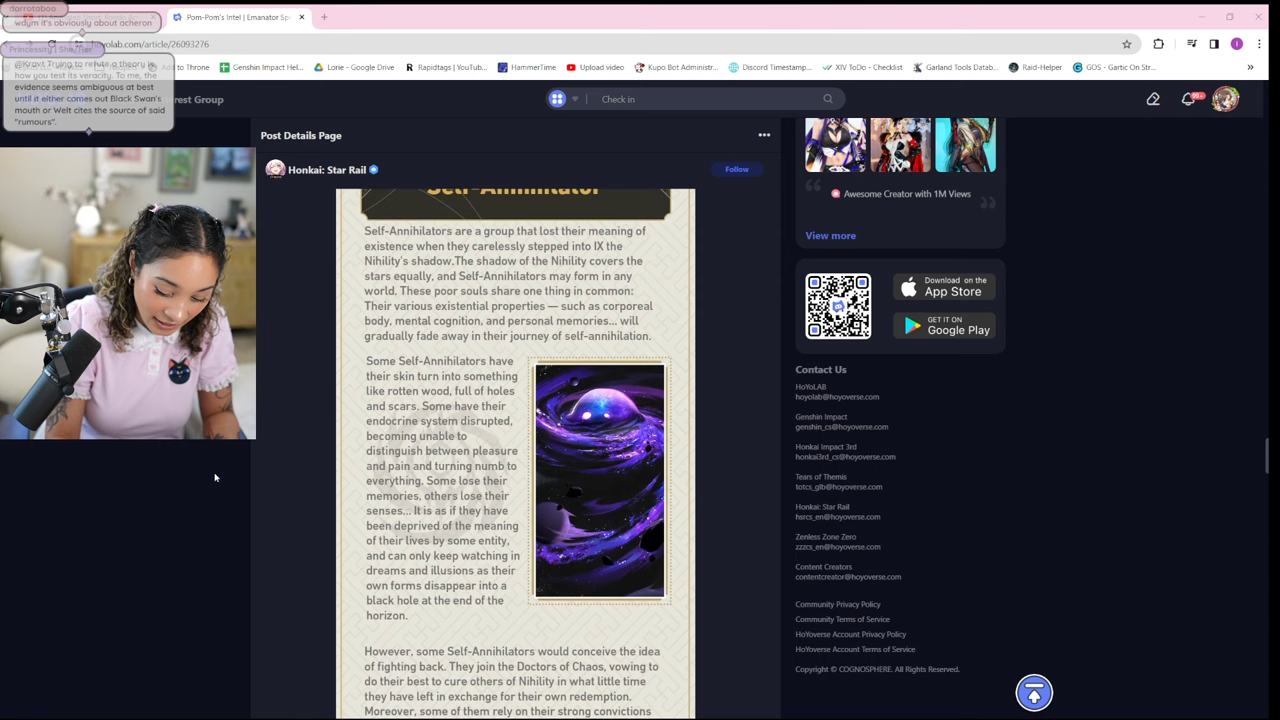 dorrotaboo
wdym it's obviously about acheron
Princessity | She/Her
@Kravt Trying to refute a theory is
how you test its veracity. To me, the
evidence seems ambiguous at best
until it either comes out Black Swan's
mouth or Welt cites the source of said
"rumours".
Pom-Pom's Intel | Emanator Sp
oyolab.com/article/26093276
Add to Throne
Genshin Impact Hel...
Lorie - Google Drive
Rapidtags | YouTub...
HammerTime
Upload video
Kupo Bot Administr...
Discord Timestamp...
XIV ToDo - Checklist
Garland Tools Datab...
Raid-Helper
GOS - Gartic On Str...
rest Group
Check in
99+
Post Details Page
Honkai: Star Rail
Follow
Self-Annihilator
Self-Annihilators are a group that lost their meaning of
existence when they carelessly stepped into IX the
Nihility's shadow.The shadow of the Nihility covers the
stars equally, and Self-Annihilators may form in any
world. These poor souls share one thing in common:
Their various existential properties — such as corporeal
body, mental cognition, and personal memories... will
gradually fade away in their journey of self-annihilation.
Some Self-Annihilators have
their skin turn into something
like rotten wood, full of holes
and scars. Some have their
endocrine system disrupted,
becoming unable to
distinguish between pleasure
and pain and turning numb to
everything. Some lose their
memories, others lose their
senses... It is as if they have
been deprived of the meaning
of their lives by some entity,
and can only keep watching in
dreams and illusions as their
own forms disappear into a
black hole at the end of the
horizon.
However, some Self-Annihilators would conceive the idea
of fighting back. They join the Doctors of Chaos, vowing to
do their best to cure others of Nihility in what little time
they have left in exchange for their own redemption.
Moreover, some of them rely on their strong convictions
Awesome Creator with 1M Views
View more
Download on the
App Store
GET IT ON
Google Play
Contact Us
HoYoLAB
hoyolab@hoyoverse.com
Genshin Impact
genshin_cs@hoyoverse.com
Honkai Impact 3rd
honkai3rd_cs@hoyoverse.com
Tears of Themis
totcs_glb@hoyoverse.com
Honkai: Star Rail
hsrcs_en@hoyoverse.com
Zenless Zone Zero
zzzcs_en@hoyoverse.com
Content Creators
contentcreator@hoyoverse.com
Community Privacy Policy
Community Terms of Service
HoYoverse Account Privacy Policy
HoYoverse Account Terms of Service
Copyright © COGNOSPHERE. All Rights Reserved.